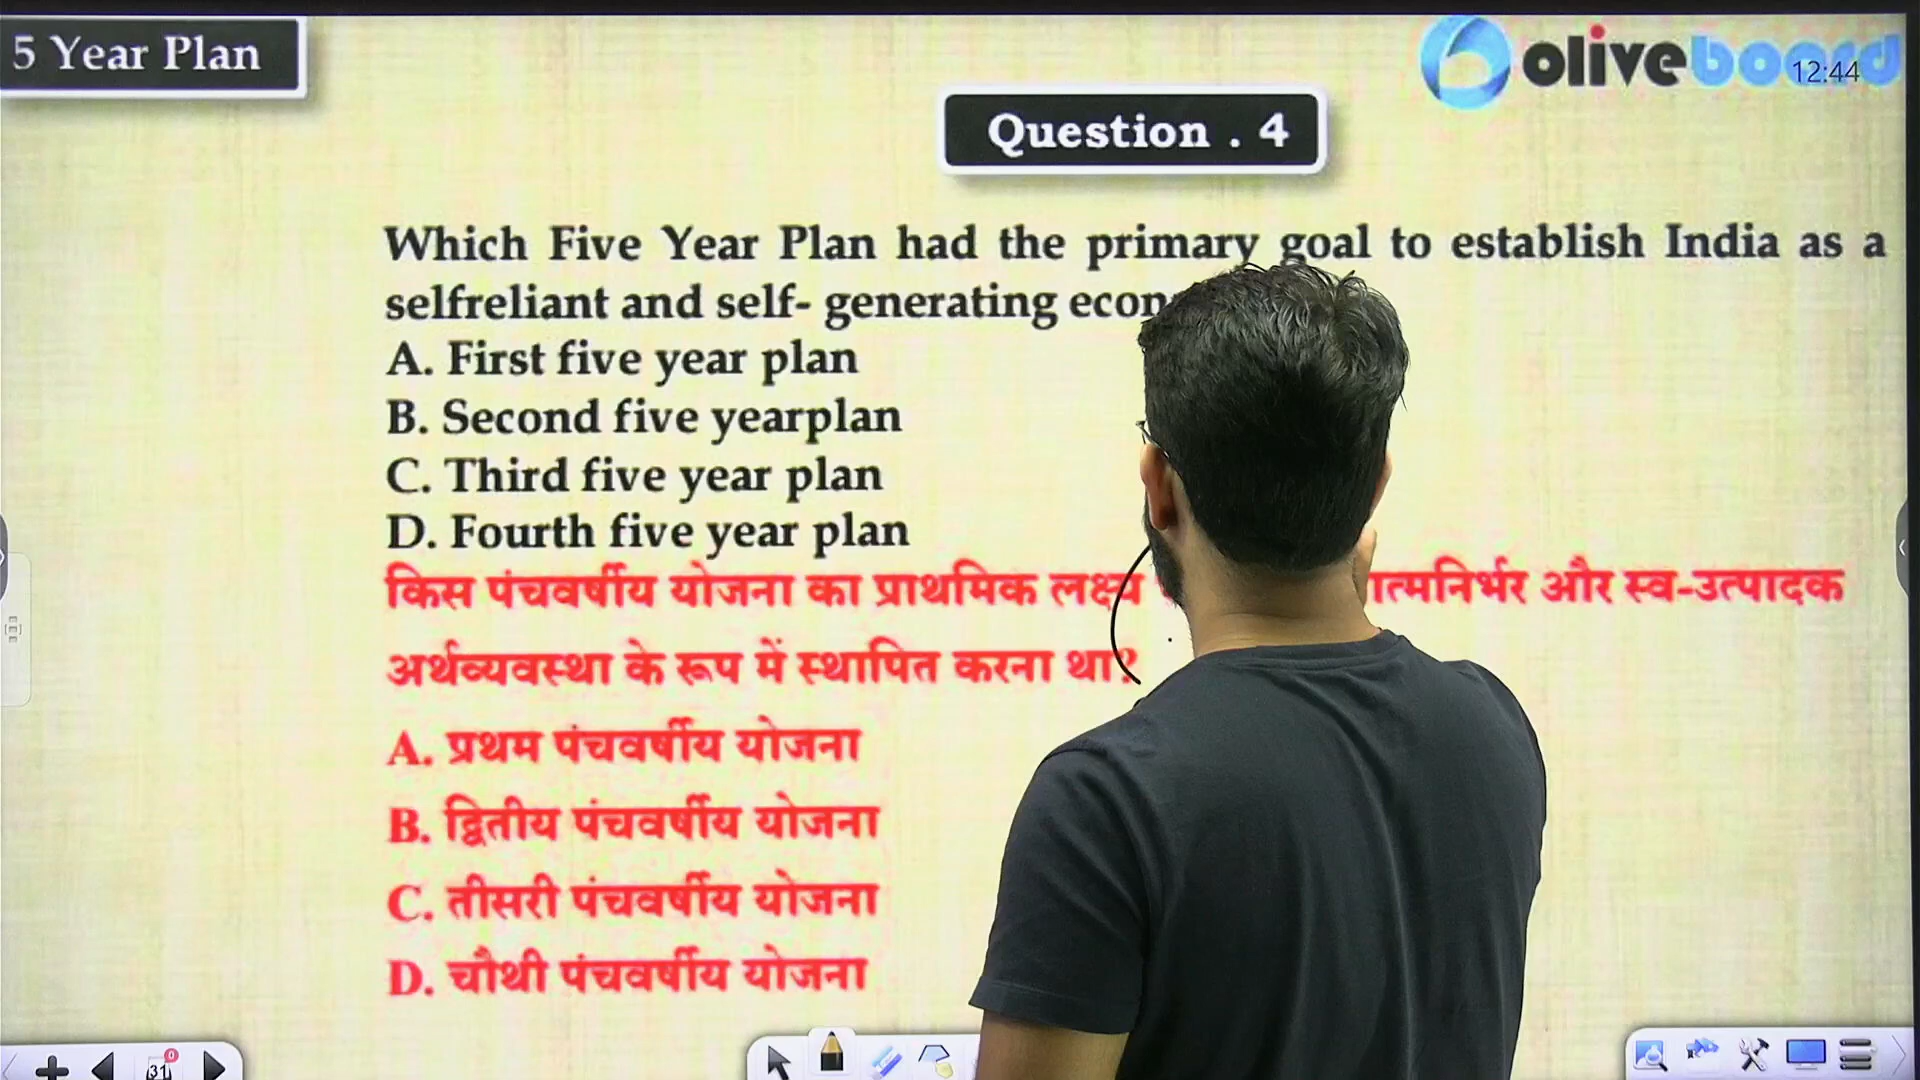 5 Year Plan
oliveboard
12:44
Question . 4
Which Five Year Plan had the primary goal to establish India as a
selfreliant and self- generating
A. First five year plan
B. Second five yearplan
C. Third five year plan
D. Fourth five year plan
किस पंचवर्षीय योजना का प्राथमिक लक्ष्य और स्व-उत्पादक
अर्थव्यवस्था के रूप में स्थापित करना था?
A. प्रथम पंचवर्षीय योजना
B. द्वितीय पंचवर्षीय योजना
C. तीसरी पंचवर्षीय योजना
D. चौथी पंचवर्षीय योजना
31
0